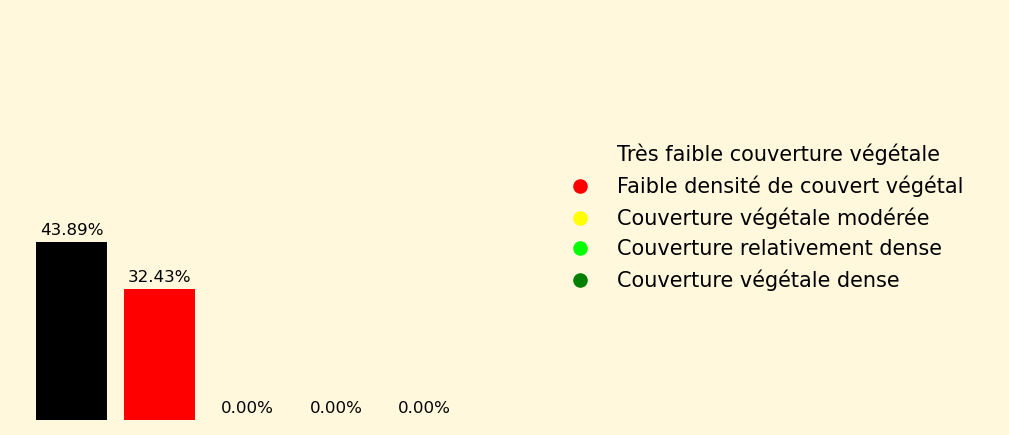 43.89%
32.43%
0.00%
0.00%
0.00%
Très faible couverture végétale
Faible densité de couvert végétal
Couverture végétale modérée
Couverture relativement dense
Couverture végétale dense